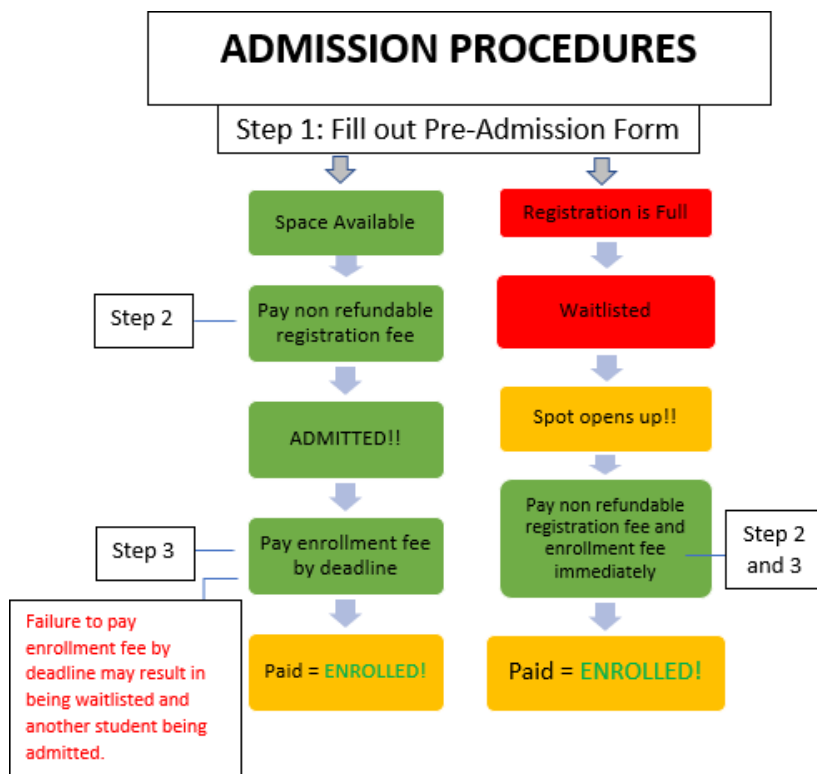 ADMISSION PROCEDURES
Step 1: Fill out Pre-Admission Form
Space Available
Step 2
Pay non refundable
registration fee
ADMITTED!!
Step 3
Pay enrollment fee
by deadline
Failure to pay
enrollment fee by
deadline may result in
being waitlisted and
another student being
admitted.
Paid = ENROLLED!
Registration is Full
Waitlisted
Spot opens up!!
Pay non refundable
registration fee and
enrollment fee
immediately
Step 2
and 3
Paid = ENROLLED!